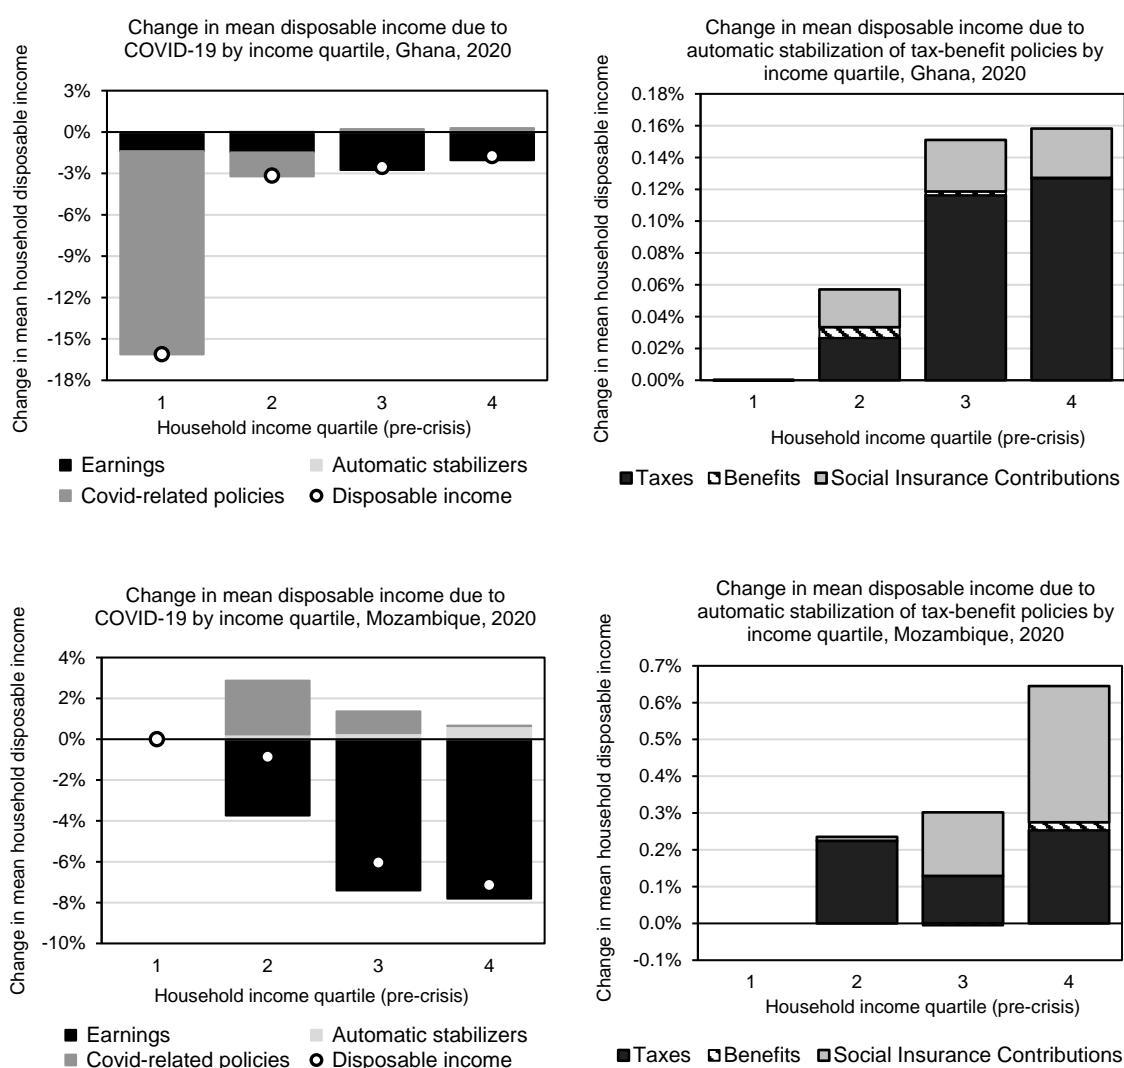 Change in mean disposable income due to
COVID-19 by income quartile, Ghana, 2020
Change in mean household disposable income
3%
0%
-3%
-6%
-9%
-12%
-15%
-18%
1 2 3 4
Household income quartile (pre-crisis)
Earnings Automatic stabilizers
Covid-related policies Disposable income
Change in mean disposable income due to
automatic stabilization of tax-benefit policies by
income quartile, Ghana, 2020
Change in mean household disposable income
0.18%
0.16%
0.14%
0.12%
0.10%
0.08%
0.06%
0.04%
0.02%
0.00%
1 2 3 4
Household income quartile (pre-crisis)
Taxes Benefits Social Insurance Contributions
Change in mean disposable income due to
COVID-19 by income quartile, Mozambique, 2020
Change in mean household disposable income
4%
2%
0%
-2%
-4%
-6%
-8%
-10%
1 2 3 4
Household income quartile (pre-crisis)
Earnings Automatic stabilizers
Covid-related policies Disposable income
Change in mean disposable income due to
automatic stabilization of tax-benefit policies by
income quartile, Mozambique, 2020
Change in mean household disposable income
0.7%
0.6%
0.5%
0.4%
0.3%
0.2%
0.1%
0.0%
-0.1%
1 2 3 4
Household income quartile (pre-crisis)
Taxes Benefits Social Insurance Contributions